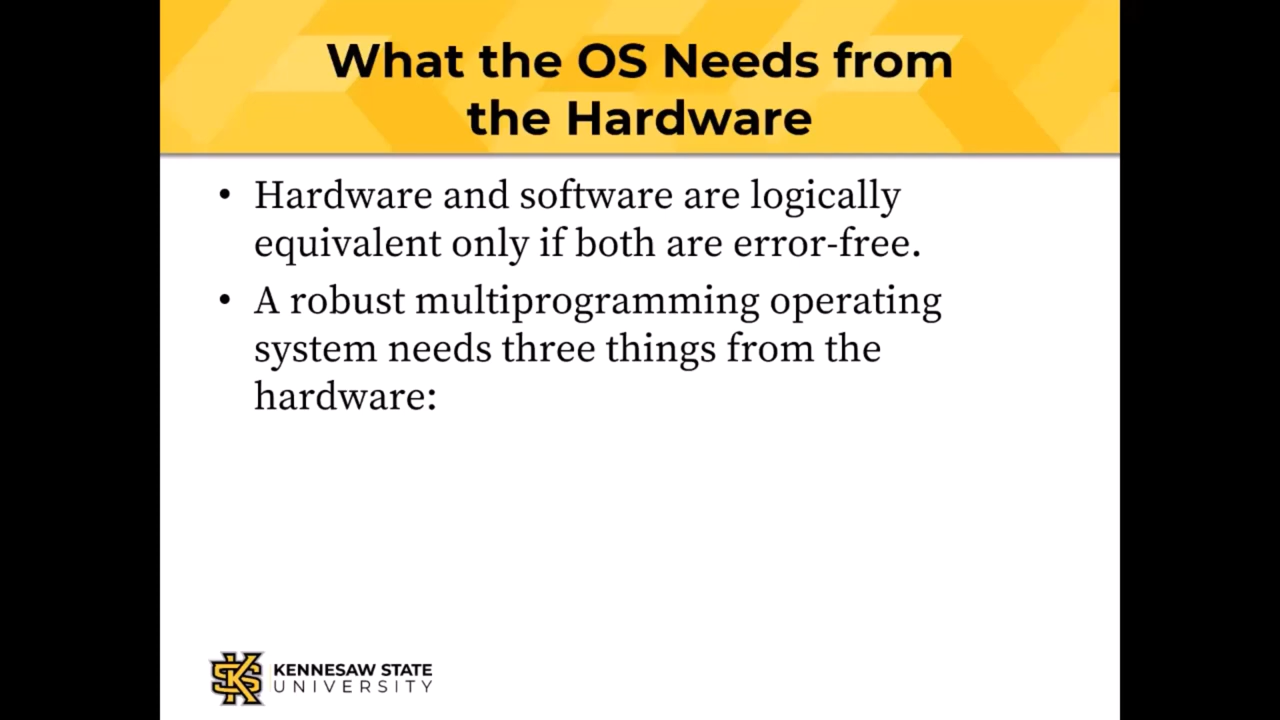 What the OS Needs from
the Hardware
• Hardware and software are logically
equivalent only if both are error-free.
• A robust multiprogramming operating
system needs three things from the
hardware:
KENNESAW STATE
UNIVERSITY